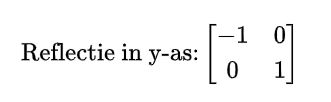 Reflectie in y-as: [−1 0
0 1]